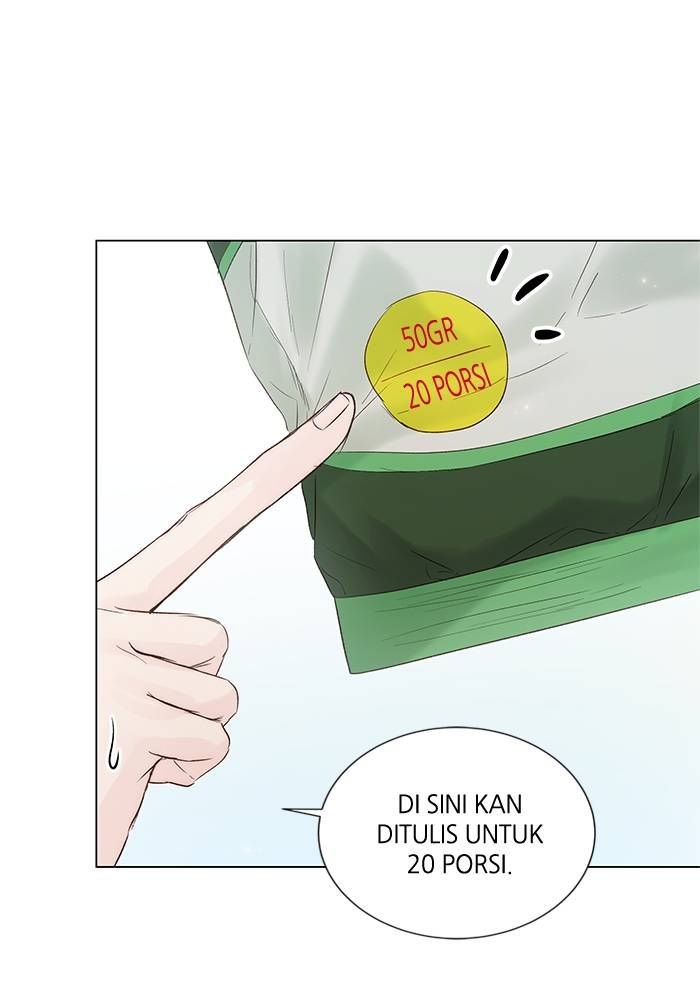 50GR
20 PORSI
DI SINI KAN
DITULIS UNTUK
20 PORSI.